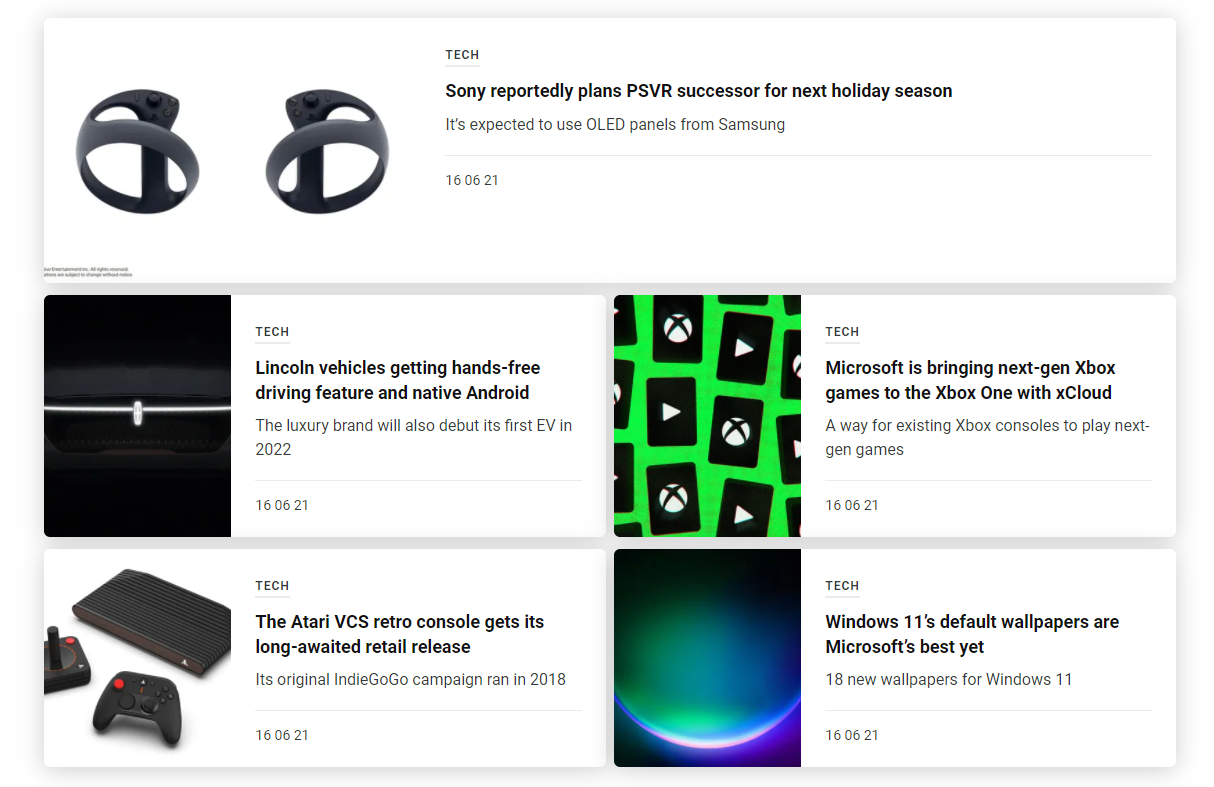 TECH
Sony reportedly plans PSVR successor for next holiday season
It’s expected to use OLED panels from Samsung
16 06 21
ive Entertainment Inc. All rights reserved.
ations are subject to change without notice.
TECH
Lincoln vehicles getting hands-free
driving feature and native Android
The luxury brand will also debut its first EV in
2022
16 06 21
TECH
Microsoft is bringing next-gen Xbox
games to the Xbox One with xCloud
A way for existing Xbox consoles to play next-
gen games
16 06 21
TECH
The Atari VCS retro console gets its
long-awaited retail release
Its original IndieGoGo campaign ran in 2018
16 06 21
TECH
Windows 11’s default wallpapers are
Microsoft’s best yet
18 new wallpapers for Windows 11
16 06 21